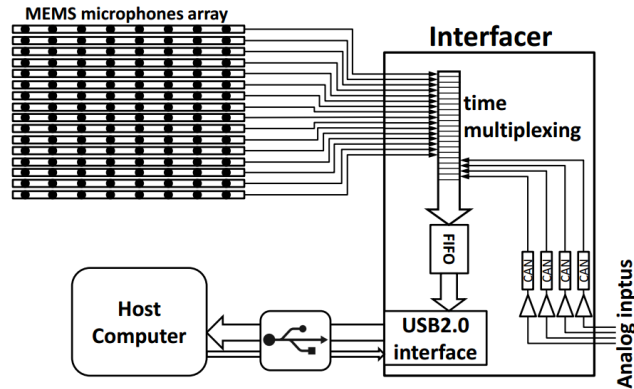 MEMS microphones array
Interfacer
time
multiplexing
FIFO
CAN
CAN
CAN
CAN
Analog inptus
Host
Computer
USB2.0
interface